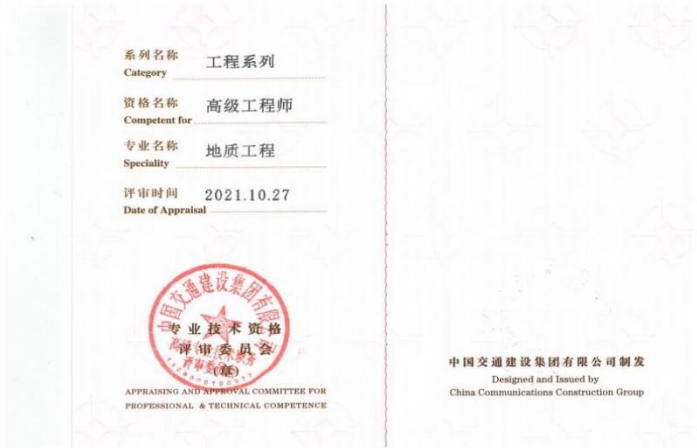 系列名称 工程系列
Category
资格名称 高级工程师
Competent for
专业名称 地质工程
Speciality
评审时间 2021.10.27
Date of Appraisal
中国交通建设集团有限公司
专业技术资格
评审委员会
(章)
APPRAISING AND APPROVAL COMMITTEE FOR
PROFESSIONAL & TECHNICAL COMPETENCE
中国交通建设集团有限公司制发
Designed and Issued by
China Communications Construction Group